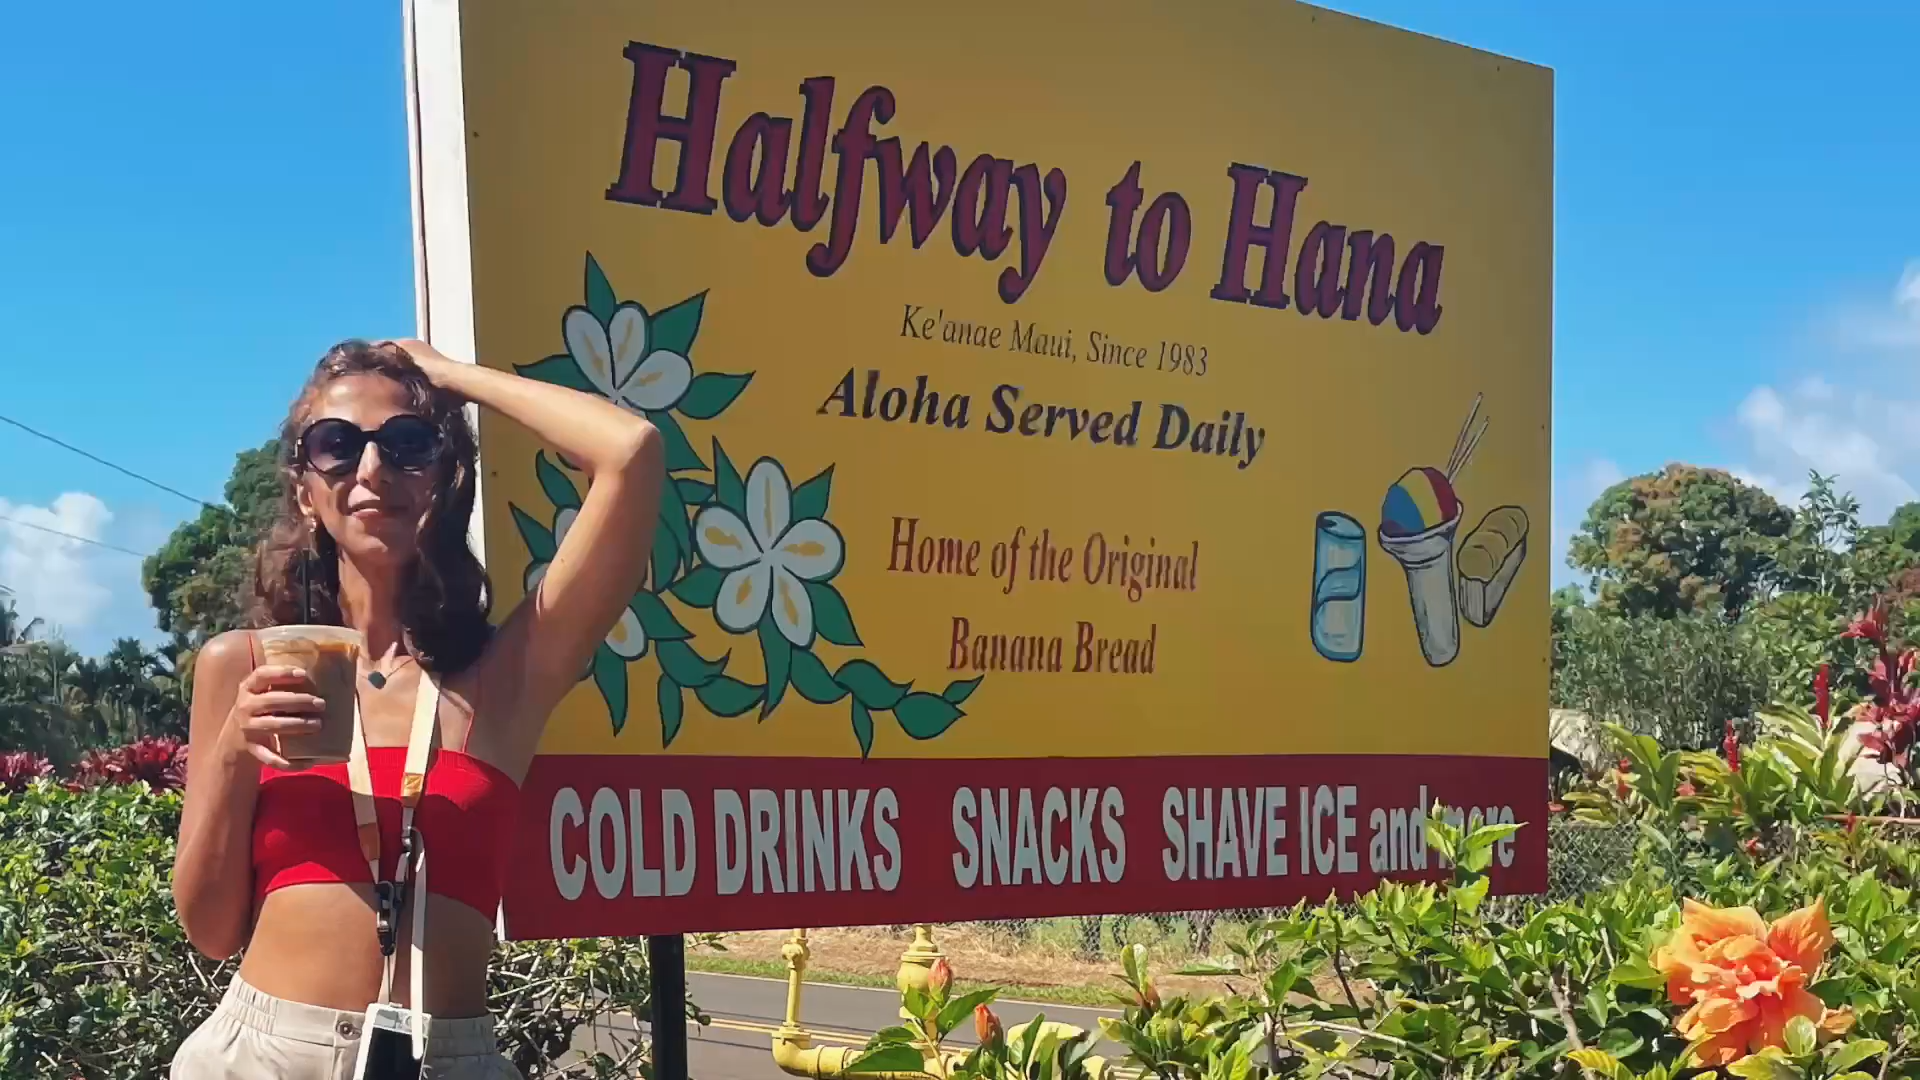 Halfway to Hana
Ke'anae Maui, Since 1983
Aloha Served Daily
Home of the Original
Banana Bread
COLD DRINKS SNACKS SHAVE ICE and more